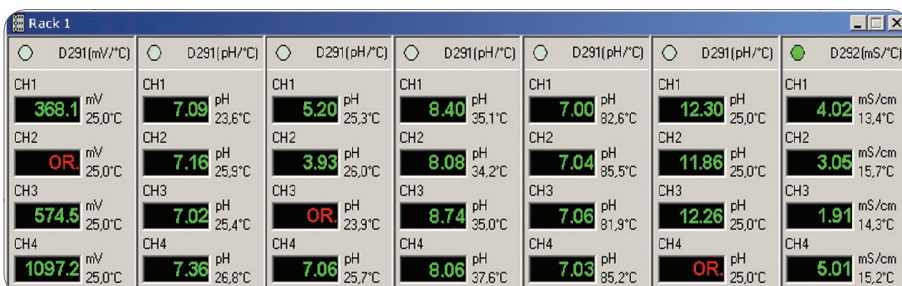 Rack 1
D291(mV/°C) D291(pH/°C) D291(pH/°C) D291(pH/°C) D291(pH/°C) D291(pH/°C) D292(mS/°C)
CH1 CH1 CH1 CH1 CH1 CH1 CH1
368.1 mV 25,0°C 7.09 pH 23,6°C 5.20 pH 25,3°C 8.40 pH 35,1°C 7.00 pH 82,6°C 12.30 pH 25,0°C 4.02 mS/cm 13,4°C
CH2 CH2 CH2 CH2 CH2 CH2 CH2
OR. mV 25,0°C 7.16 pH 25,9°C 3.93 pH 26,0°C 8.08 pH 34,2°C 7.04 pH 85,5°C 11.86 pH 25,0°C 3.05 mS/cm 15,7°C
CH3 CH3 CH3 CH3 CH3 CH3 CH3
574.5 mV 25,0°C 7.02 pH 25,4°C OR. pH 23,9°C 8.74 pH 35,0°C 7.06 pH 81,9°C 12.26 pH 25,0°C 1.91 mS/cm 14,3°C
CH4 CH4 CH4 CH4 CH4 CH4 CH4
1097.2 mV 25,0°C 7.36 pH 26,8°C 7.06 pH 25,7°C 8.06 pH 37,6°C 7.03 pH 85,2°C OR. pH 25,0°C 5.01 mS/cm 15,2°C